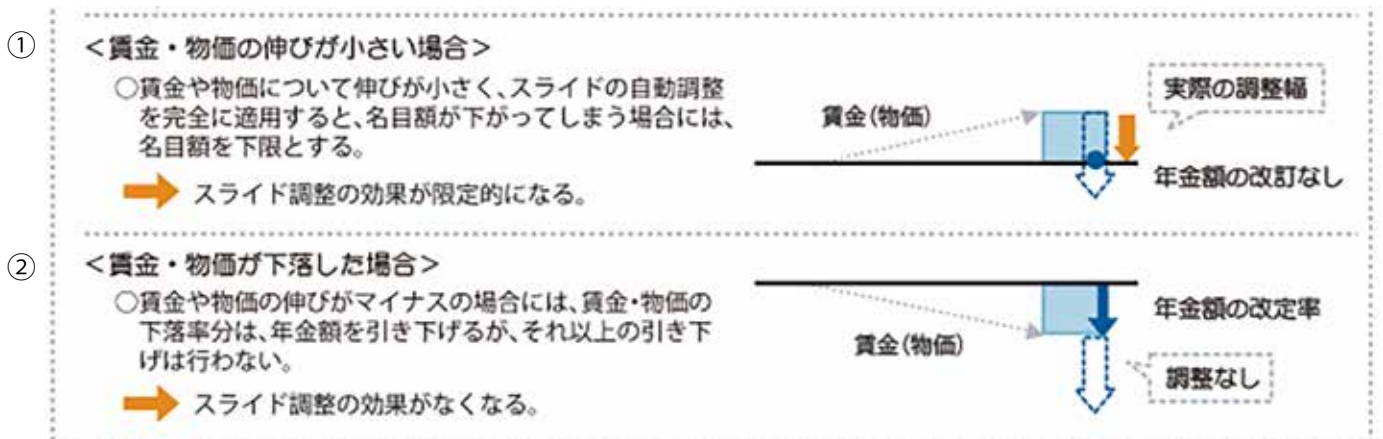 ①
＜賃金・物価の伸びが小さい場合＞
○賃金や物価について伸びが小さく、スライドの自動調整
を完全に適用すると、名目額が下がってしまう場合には、
名目額を下限とする。
スライド調整の効果が限定的になる。
賃金（物価）
実際の調整幅
年金額の改訂なし
②
＜賃金・物価が下落した場合＞
○賃金や物価の伸びがマイナスの場合には、賃金・物価の
下落率分は、年金額を引き下げるが、それ以上の引き下
げは行わない。
スライド調整の効果がなくなる。
賃金（物価）
年金額の改定率
調整なし